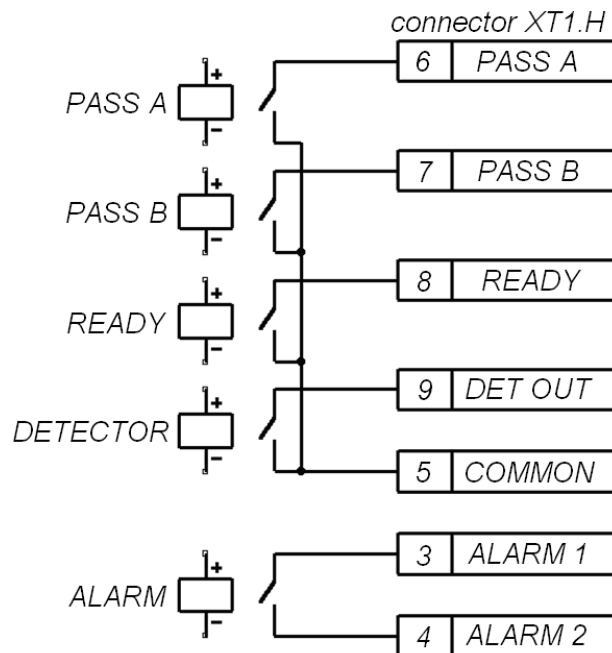 connector XT1.H
6 PASS A
+
PASS A
-
7 PASS B
+
PASS B
-
8 READY
+
READY
-
9 DET OUT
+
DETECTOR
-
5 COMMON
3 ALARM 1
+
ALARM
-
4 ALARM 2